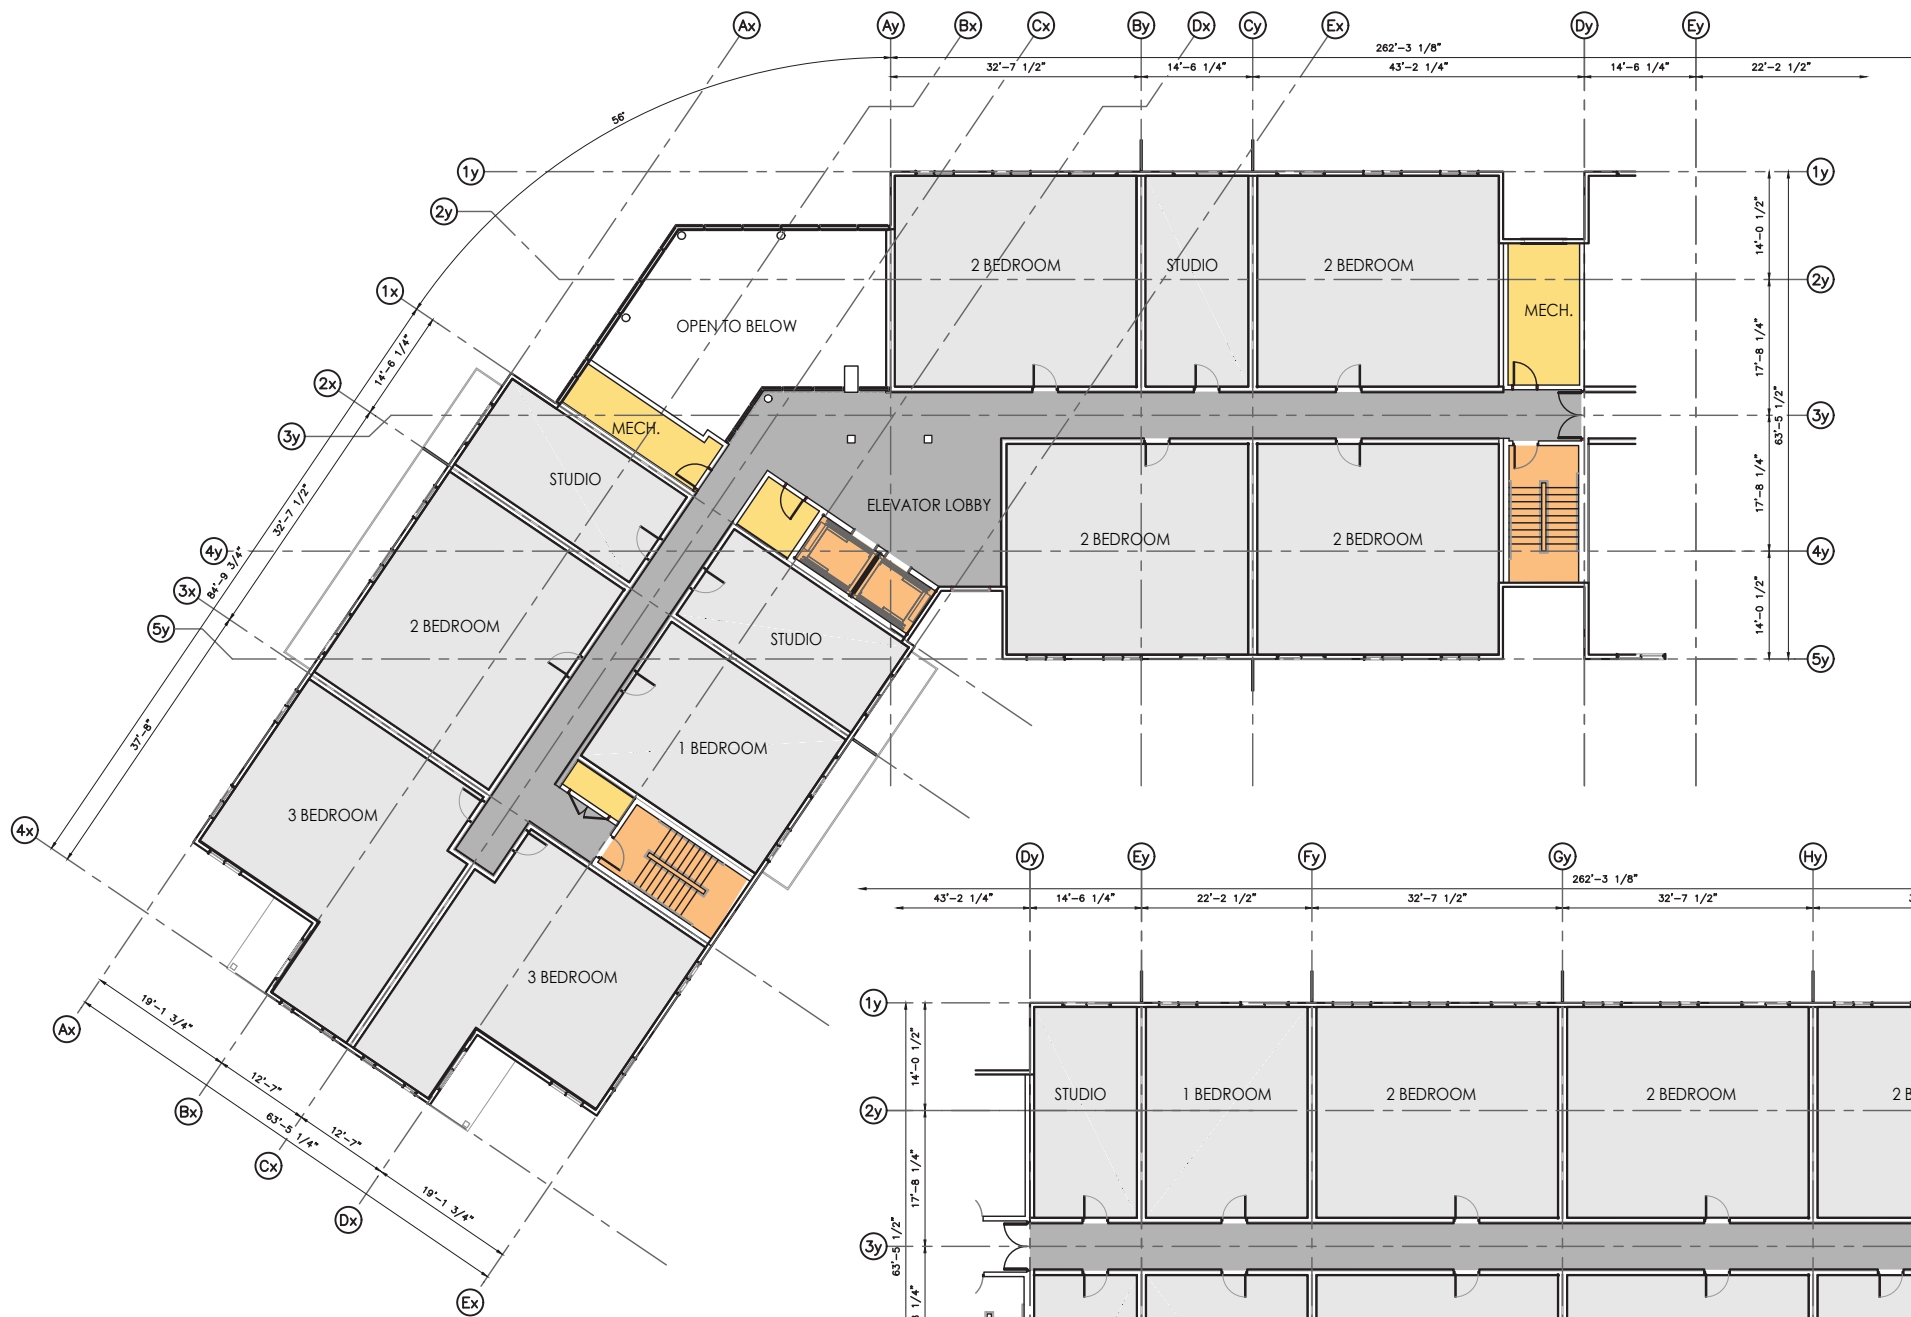 Ax
Ay
Bx
Cx
By
Dx
Cy
Ex
Dy
Ey
262'-3 1/8"
32'-7 1/2"
14'-6 1/4"
43'-2 1/4"
14'-6 1/4"
22'-2 1/2"
56°
1y
1y
2y
2y
1x
2x
3y
3y
4y
4y
3x
5y
5y
4x
14'-0 1/2"
17'-8 1/4"
17'-8 1/4"
14'-0 1/2"
63'-5 1/2"
14'-6 1/4"
32'-7 1/2"
84'-9 3/4"
37'-8"
2 BEDROOM
STUDIO
2 BEDROOM
MECH.
OPEN TO BELOW
MECH.
STUDIO
ELEVATOR LOBBY
2 BEDROOM
2 BEDROOM
2 BEDROOM
STUDIO
1 BEDROOM
3 BEDROOM
3 BEDROOM
19'-1 3/4"
12'-7"
12'-7"
19'-1 3/4"
63'-5 1/4"
Ax
Bx
Cx
Dx
Ex
Dy
Ey
Fy
Gy
Hy
262'-3 1/8"
43'-2 1/4"
14'-6 1/4"
22'-2 1/2"
32'-7 1/2"
32'-7 1/2"
1y
2y
3y
14'-0 1/2"
17'-8 1/4"
63'-5 1/2"
1/4"
STUDIO
1 BEDROOM
2 BEDROOM
2 BEDROOM
2 B